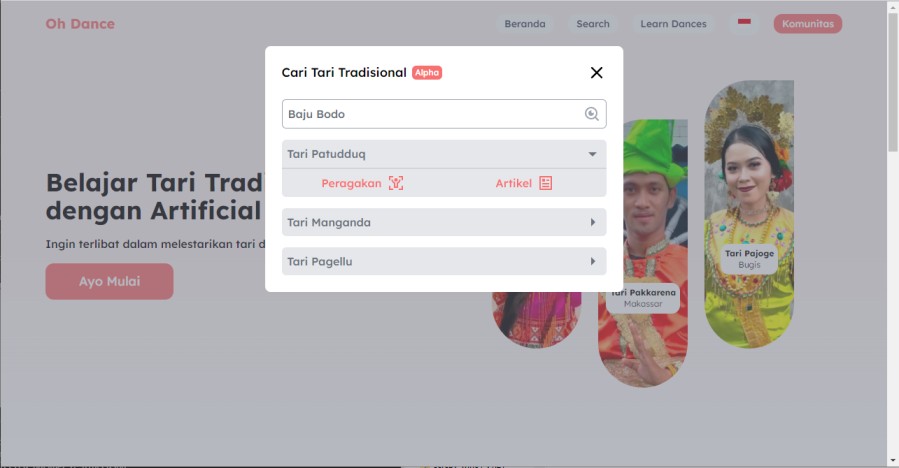 Oh Dance
Beranda
Search
Learn Dances
Komunitas
Cari Tari Tradisional Alpha
Baju Bodo
Tari Patudduq
Peragakan
Artikel
Tari Manganda
Tari Pagellu
Belajar Tari Trad
dengan Artificial
Ingin terlibat dalam melestarikan tari d
Ayo Mulai
Tari Pajoge
Bugis
Tari Pakkarena
Makassar